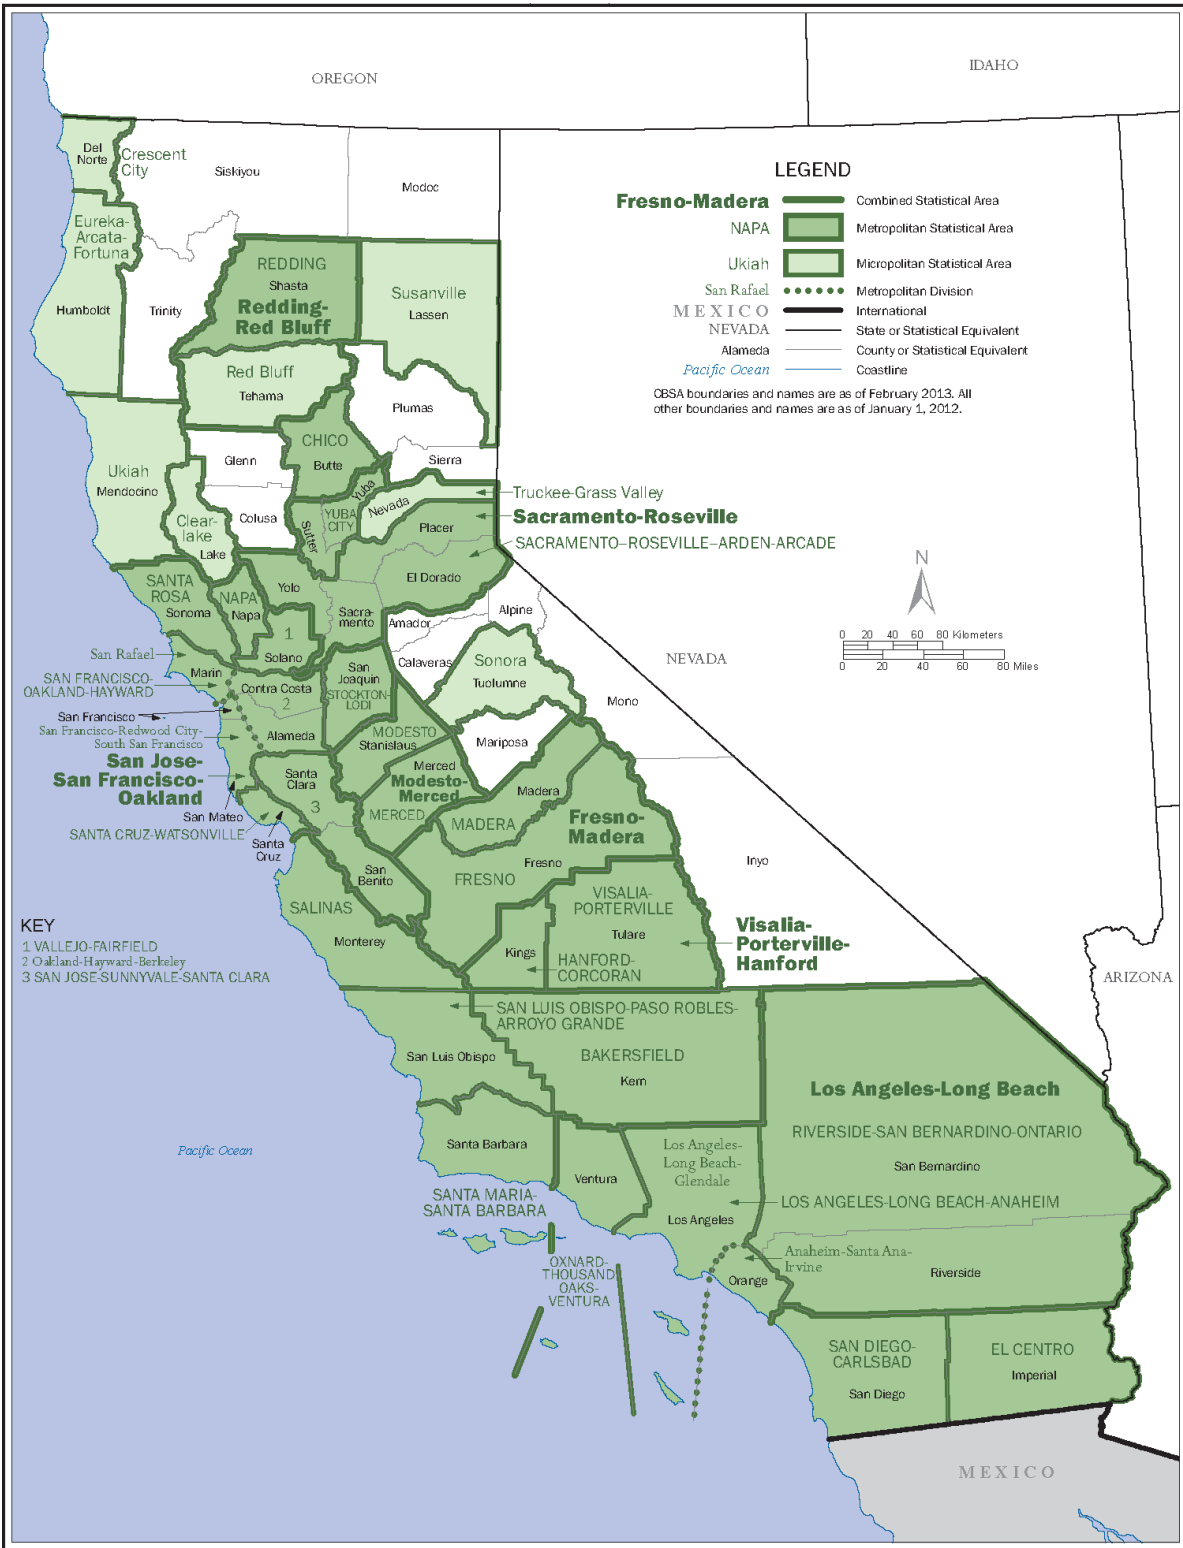 OREGON
IDAHO
Del
Norte
Crescent
City
Siskiyou
Modoc
LEGEND
Fresno-Madera
Combined Statistical Area
NAPA
Metropolitan Statistical Area
Ukiah
Micropolitan Statistical Area
San Rafael
Metropolitan Division
MEXICO
International
NEVADA
State or Statistical Equivalent
Alameda
County or Statistical Equivalent
Pacific Ocean
Coastline
CBSA boundaries and names are as of February 2013. All
other boundaries and names are as of January 1, 2012.
Eureka-
Arcata-
Fortuna
Humboldt
Trinity
REDDING
Shasta
Redding-
Red Bluff
Susanville
Lassen
Red Bluff
Tehama
Plumas
CHICO
Butte
Glenn
Sierra
Ukiah
Mendocino
Colusa
Yuba
YUBA
CITY
Sutter
Nevada
Truckee-Grass Valley
Sacramento-Roseville
Placer
SACRAMENTO–ROSEVILLE–ARDEN-ARCADE
El Dorado
Clear-
lake
Lake
SANTA
ROSA
Sonoma
NAPA
Napa
Yolo
1
Solano
Sacra-
mento
Amador
Alpine
Calaveras
Sonora
Tuolumne
NEVADA
Mono
N
0 20 40 60 80 Kilometers
0 20 40 60 80 Miles
San Rafael
Marin
SAN FRANCISCO-
OAKLAND-HAYWARD
Contra Costa
2
San
Joaquin
STOCKTON-
LODI
San Francisco
San Francisco-Redwood City-
South San Francisco
Alameda
MODESTO
Stanislaus
Mariposa
San Jose-
San Francisco-
Oakland
Santa
Clara
3
Merced
Modesto-
Merced
MERCED
Madera
MADERA
Fresno-
Madera
San Mateo
SANTA CRUZ-WATSONVILLE
Santa
Cruz
Fresno
FRESNO
Inyo
San
Benito
SALINAS
Monterey
VISALIA-
PORTERVILLE
Tulare
Visalia-
Porterville-
Hanford
Kings
HANFORD-
CORCORAN
ARIZONA
KEY
1 VALLEJO-FAIRFIELD
2 Oakland-Hayward-Berkeley
3 SAN JOSE-SUNNYVALE-SANTA CLARA
SAN LUIS OBISPO-PASO ROBLES-
ARROYO GRANDE
San Luis Obispo
BAKERSFIELD
Kern
Los Angeles-Long Beach
RIVERSIDE-SAN BERNARDINO-ONTARIO
San Bernardino
Pacific Ocean
Santa Barbara
SANTA MARIA-
SANTA BARBARA
Ventura
Los Angeles-
Long Beach-
Glendale
LOS ANGELES-LONG BEACH-ANAHEIM
Los Angeles
OXNARD-
THOUSAND
OAKS-
VENTURA
Anaheim-Santa Ana-
Irvine
Orange
Riverside
SAN DIEGO-
CARLSBAD
San Diego
EL CENTRO
Imperial
MEXICO